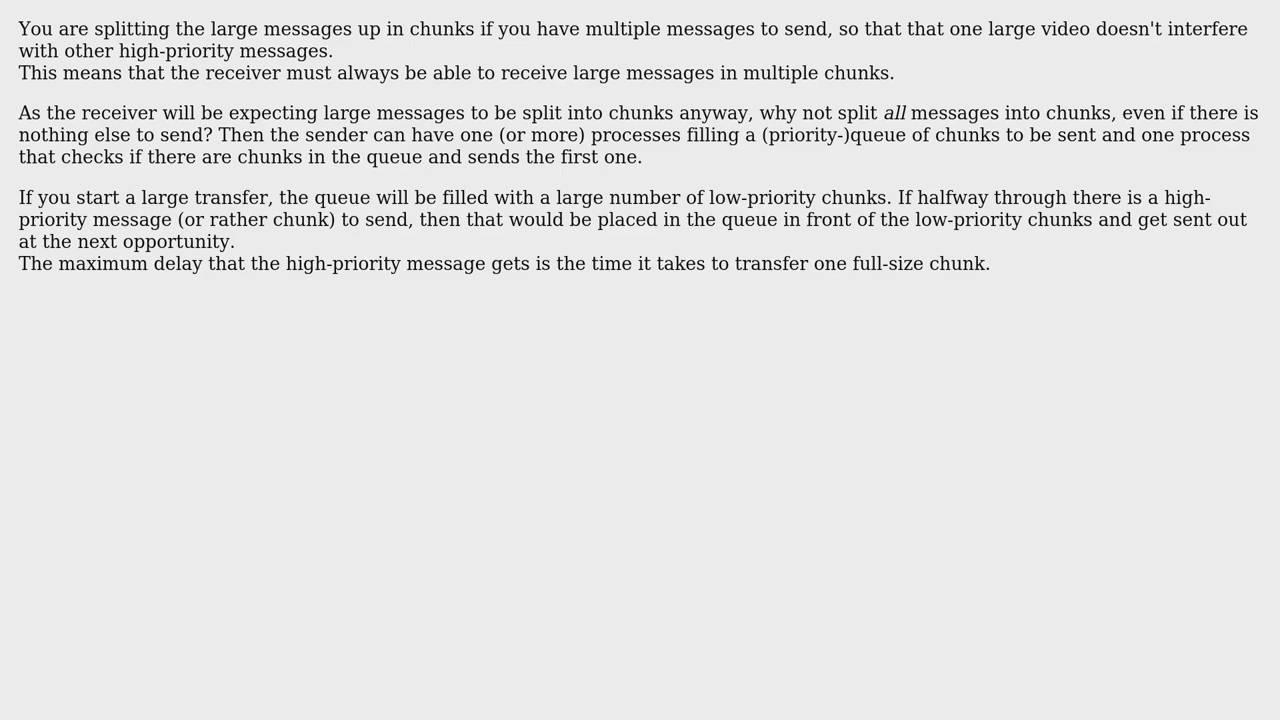 You are splitting the large messages up in chunks if you have multiple messages to send, so that that one large video doesn't interfere
with other high-priority messages.
This means that the receiver must always be able to receive large messages in multiple chunks.
As the receiver will be expecting large messages to be split into chunks anyway, why not split all messages into chunks, even if there is
nothing else to send? Then the sender can have one (or more) processes filling a (priority-)queue of chunks to be sent and one process
that checks if there are chunks in the queue and sends the first one.
If you start a large transfer, the queue will be filled with a large number of low-priority chunks. If halfway through there is a high-
priority message (or rather chunk) to send, then that would be placed in the queue in front of the low-priority chunks and get sent out
at the next opportunity.
The maximum delay that the high-priority message gets is the time it takes to transfer one full-size chunk.